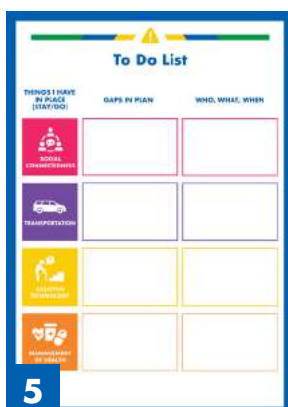 To Do List
THINGS I HAVE
IN PLACE
(STAY/GO)
GAPS IN PLAN
WHO, WHAT, WHEN
SOCIAL
CONNECTEDNESS
TRANSPORTATION
ASSISTIVE
TECHNOLOGY
MANAGEMENT
OF HEALTH
5